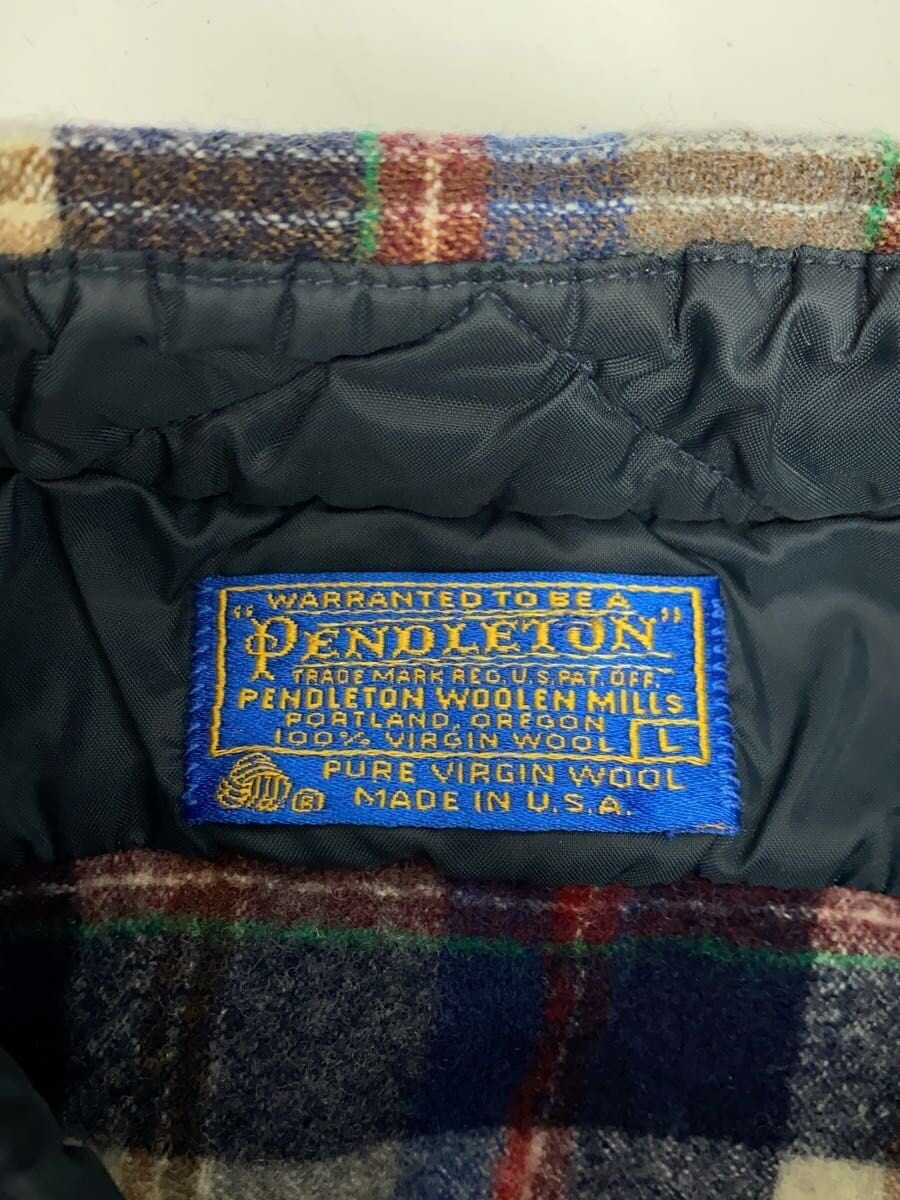 WARRANTED TO BE A
"PENDLETON"
TRADE MARK REG. U.S. PAT. OFF.
PENDLETON WOOLEN MILLS
PORTLAND, OREGON
100% VIRGIN WOOL L
PURE VIRGIN WOOL
® MADE IN U.S.A.